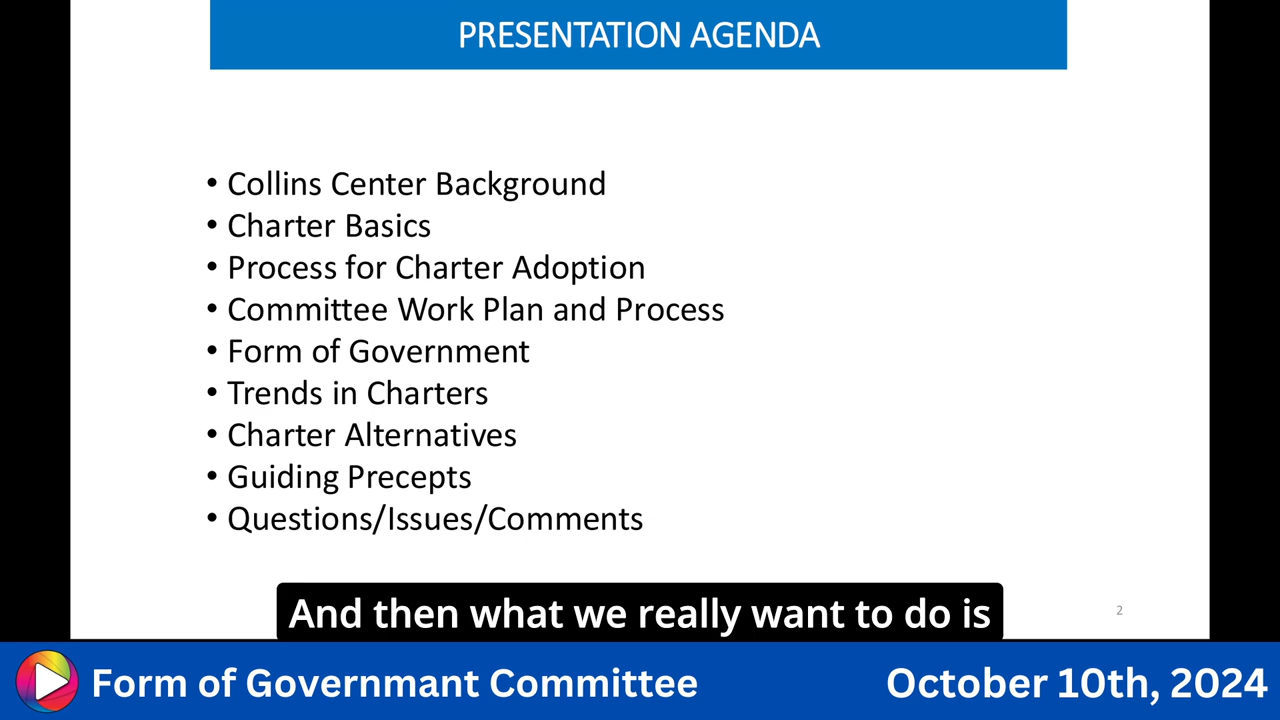 PRESENTATION AGENDA
• Collins Center Background
• Charter Basics
• Process for Charter Adoption
• Committee Work Plan and Process
• Form of Government
• Trends in Charters
• Charter Alternatives
• Guiding Precepts
• Questions/Issues/Comments
And then what we really want to do is
2
Form of Governmant Committee
October 10th, 2024